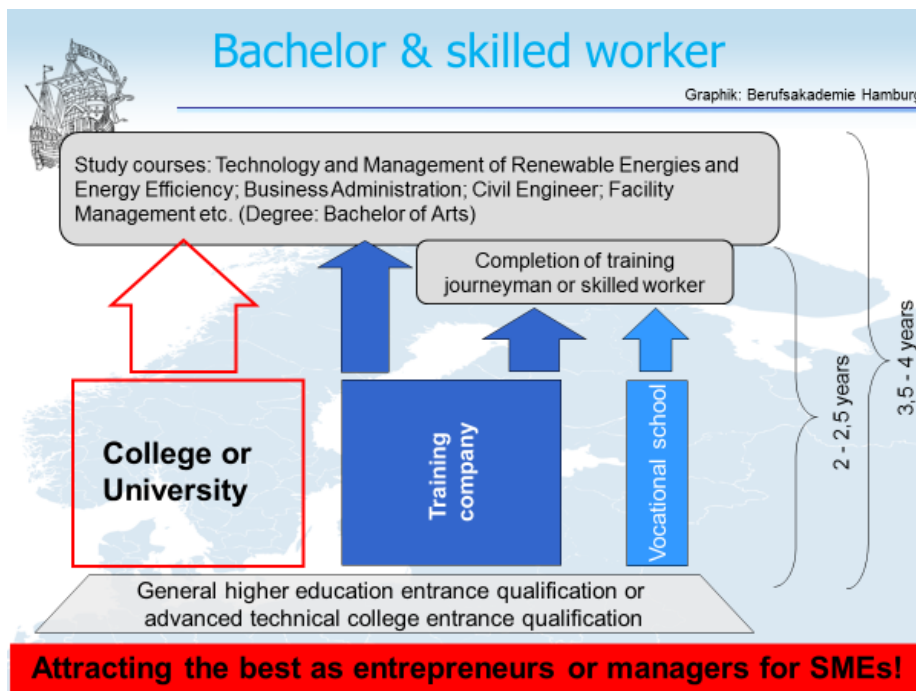 Bachelor & skilled worker
Graphik: Berufsakademie Hamburg
Study courses: Technology and Management of Renewable Energies and
Energy Efficiency; Business Administration; Civil Engineer; Facility
Management etc. (Degree: Bachelor of Arts)
Completion of training
journeyman or skilled worker
College or
University
Training
company
Vocational school
2 - 2,5 years
3,5 - 4 years
General higher education entrance qualification or
advanced technical college entrance qualification
Attracting the best as entrepreneurs or managers for SMEs!